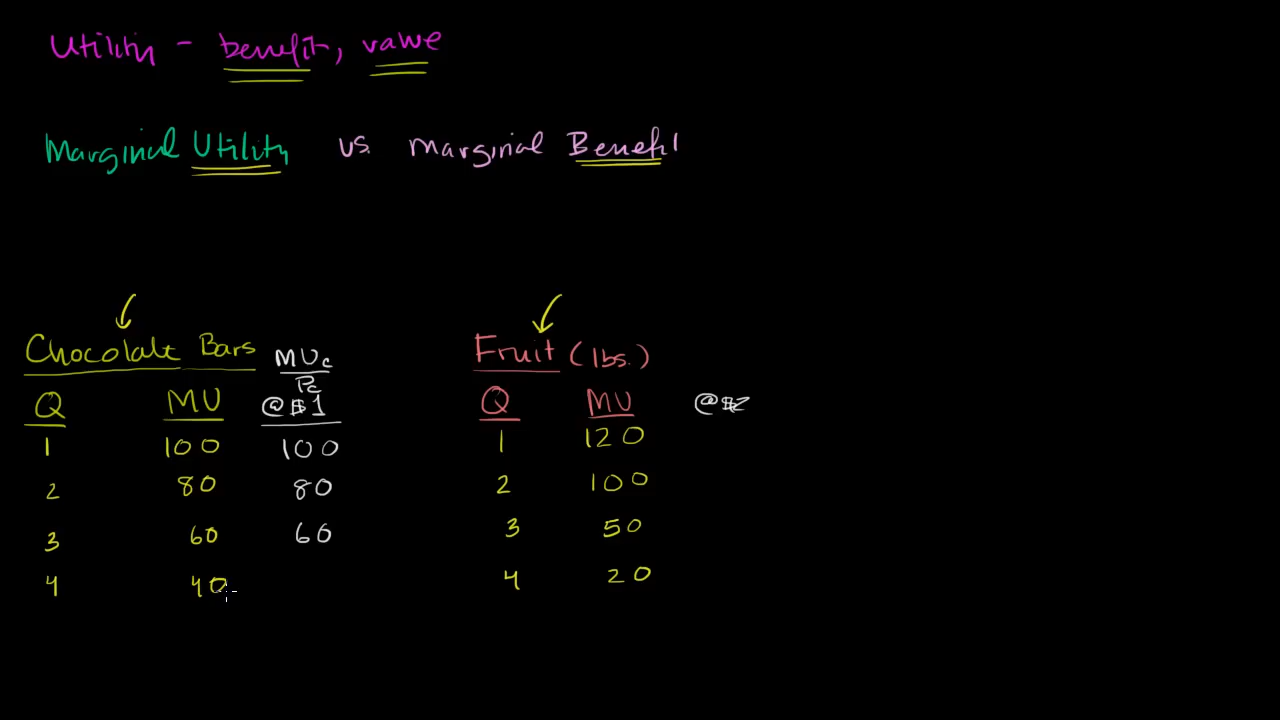 Utility - benefit, value
Marginal Utility vs. Marginal Benefit
Chocolate Bars MUc/Pc Fruit (lbs.)
Q MU @$1 Q MU @$2
1 100 100 1 120
2 80 80 2 100
3 60 60 3 50
4 40 4 20